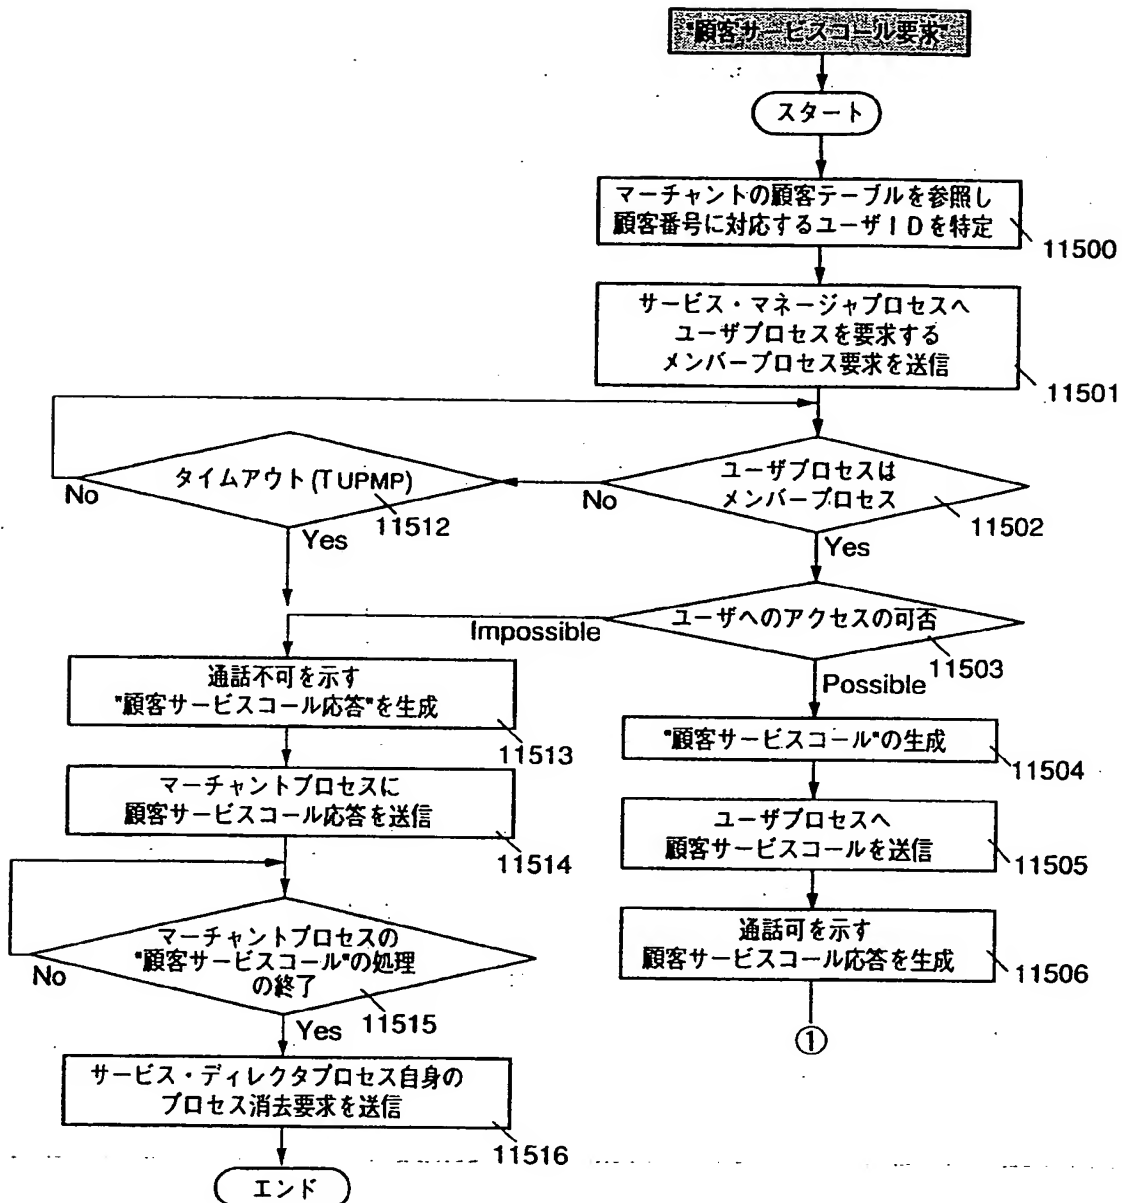 "顧客サービスコール要求"
スタート
マーチャントの顧客テーブルを参照し
顧客番号に対応するユーザIDを特定
11500
サービス・マネージャプロセスへ
ユーザプロセスを要求する
メンバープロセス要求を送信
11501
タイムアウト(TUPMP)
No
11512
Yes
ユーザプロセスは
メンバープロセス
No
11502
Yes
ユーザへのアクセスの可否
Impossible
11503
Possible
通話不可を示す
"顧客サービスコール応答"を生成
11513
"顧客サービスコール"の生成
11504
マーチャントプロセスに
顧客サービスコール応答を送信
11514
ユーザプロセスへ
顧客サービスコールを送信
11505
マーチャントプロセスの
"顧客サービスコール"の処理
の終了
No
11515
Yes
通話可を示す
顧客サービスコール応答を生成
11506
①
サービス・ディレクタプロセス自身の
プロセス消去要求を送信
11516
エンド